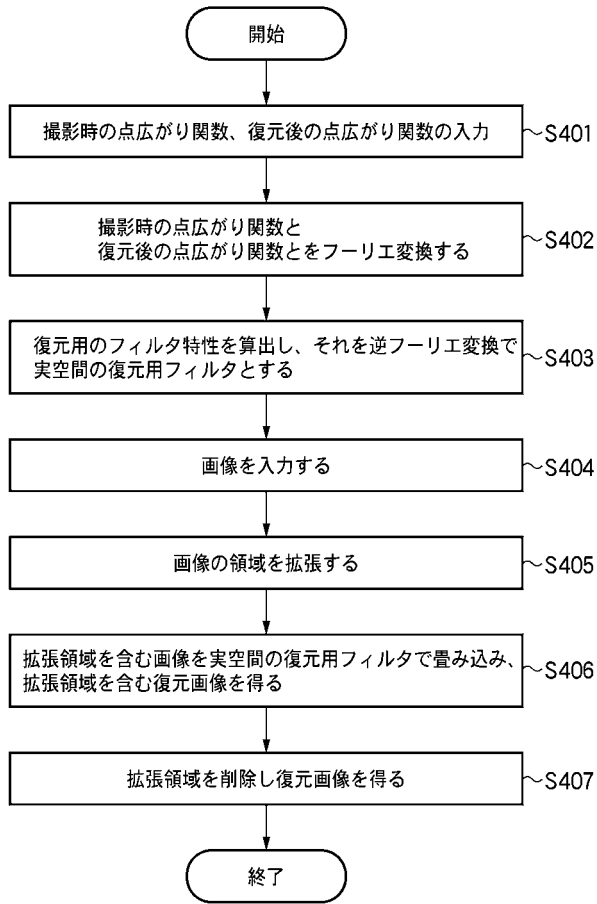 開始
撮影時の点広がり関数、復元後の点広がり関数の入力
S401
撮影時の点広がり関数と
復元後の点広がり関数とをフーリエ変換する
S402
復元用のフィルタ特性を算出し、それを逆フーリエ変換で
実空間の復元用フィルタとする
S403
画像を入力する
S404
画像の領域を拡張する
S405
拡張領域を含む画像を実空間の復元用フィルタで畳み込み、
拡張領域を含む復元画像を得る
S406
拡張領域を削除し復元画像を得る
S407
終了